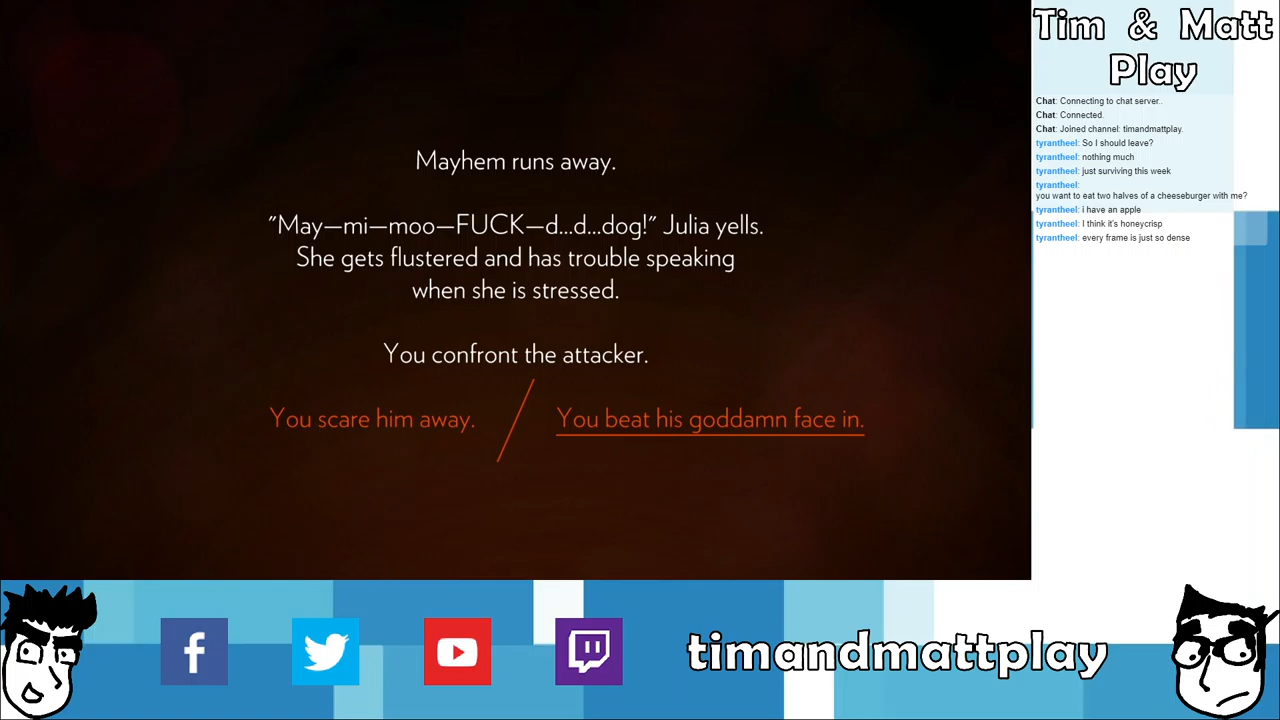 Mayhem runs away.
"May—mi—moo—FUCK—d...d...dog!" Julia yells.
She gets flustered and has trouble speaking
when she is stressed.
You confront the attacker.
You scare him away. / You beat his goddamn face in.
Tim & Matt
Play
Chat: Connecting to chat server..
Chat: Connected.
Chat: Joined channel: timandmattplay.
tyrantheel: So I should leave?
tyrantheel: nothing much
tyrantheel: just surviving this week
tyrantheel:
you want to eat two halves of a cheeseburger with me?
tyrantheel: i have an apple
tyrantheel: I think it's honeycrisp
tyrantheel: every frame is just so dense
timandmattplay